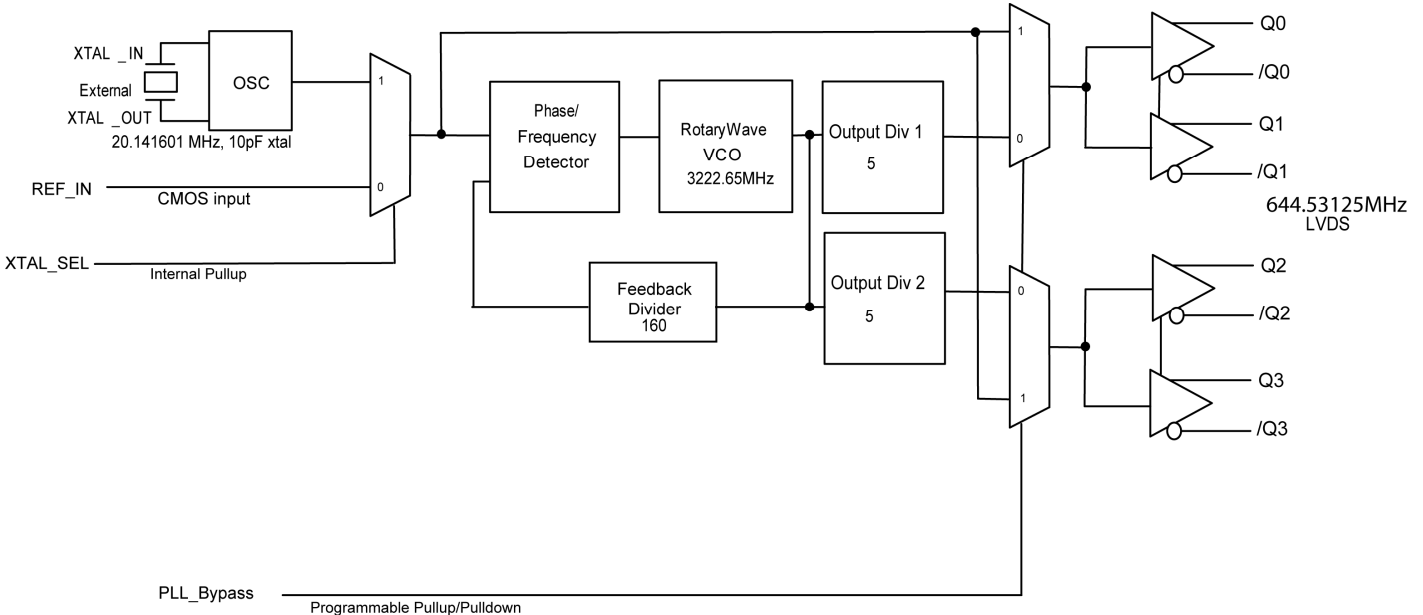 XTAL _IN
External
XTAL _OUT
OSC
20.141601 MHz, 10pF xtal
REF_IN
CMOS input
XTAL_SEL
Internal Pullup
1
0
Phase/
Frequency
Detector
RotaryWave
VCO
3222.65MHz
Output Div 1
5
Feedback
Divider
160
Output Div 2
5
1
0
0
1
Q0
/Q0
Q1
/Q1
644.53125MHz
LVDS
Q2
/Q2
Q3
/Q3
PLL_Bypass
Programmable Pullup/Pulldown